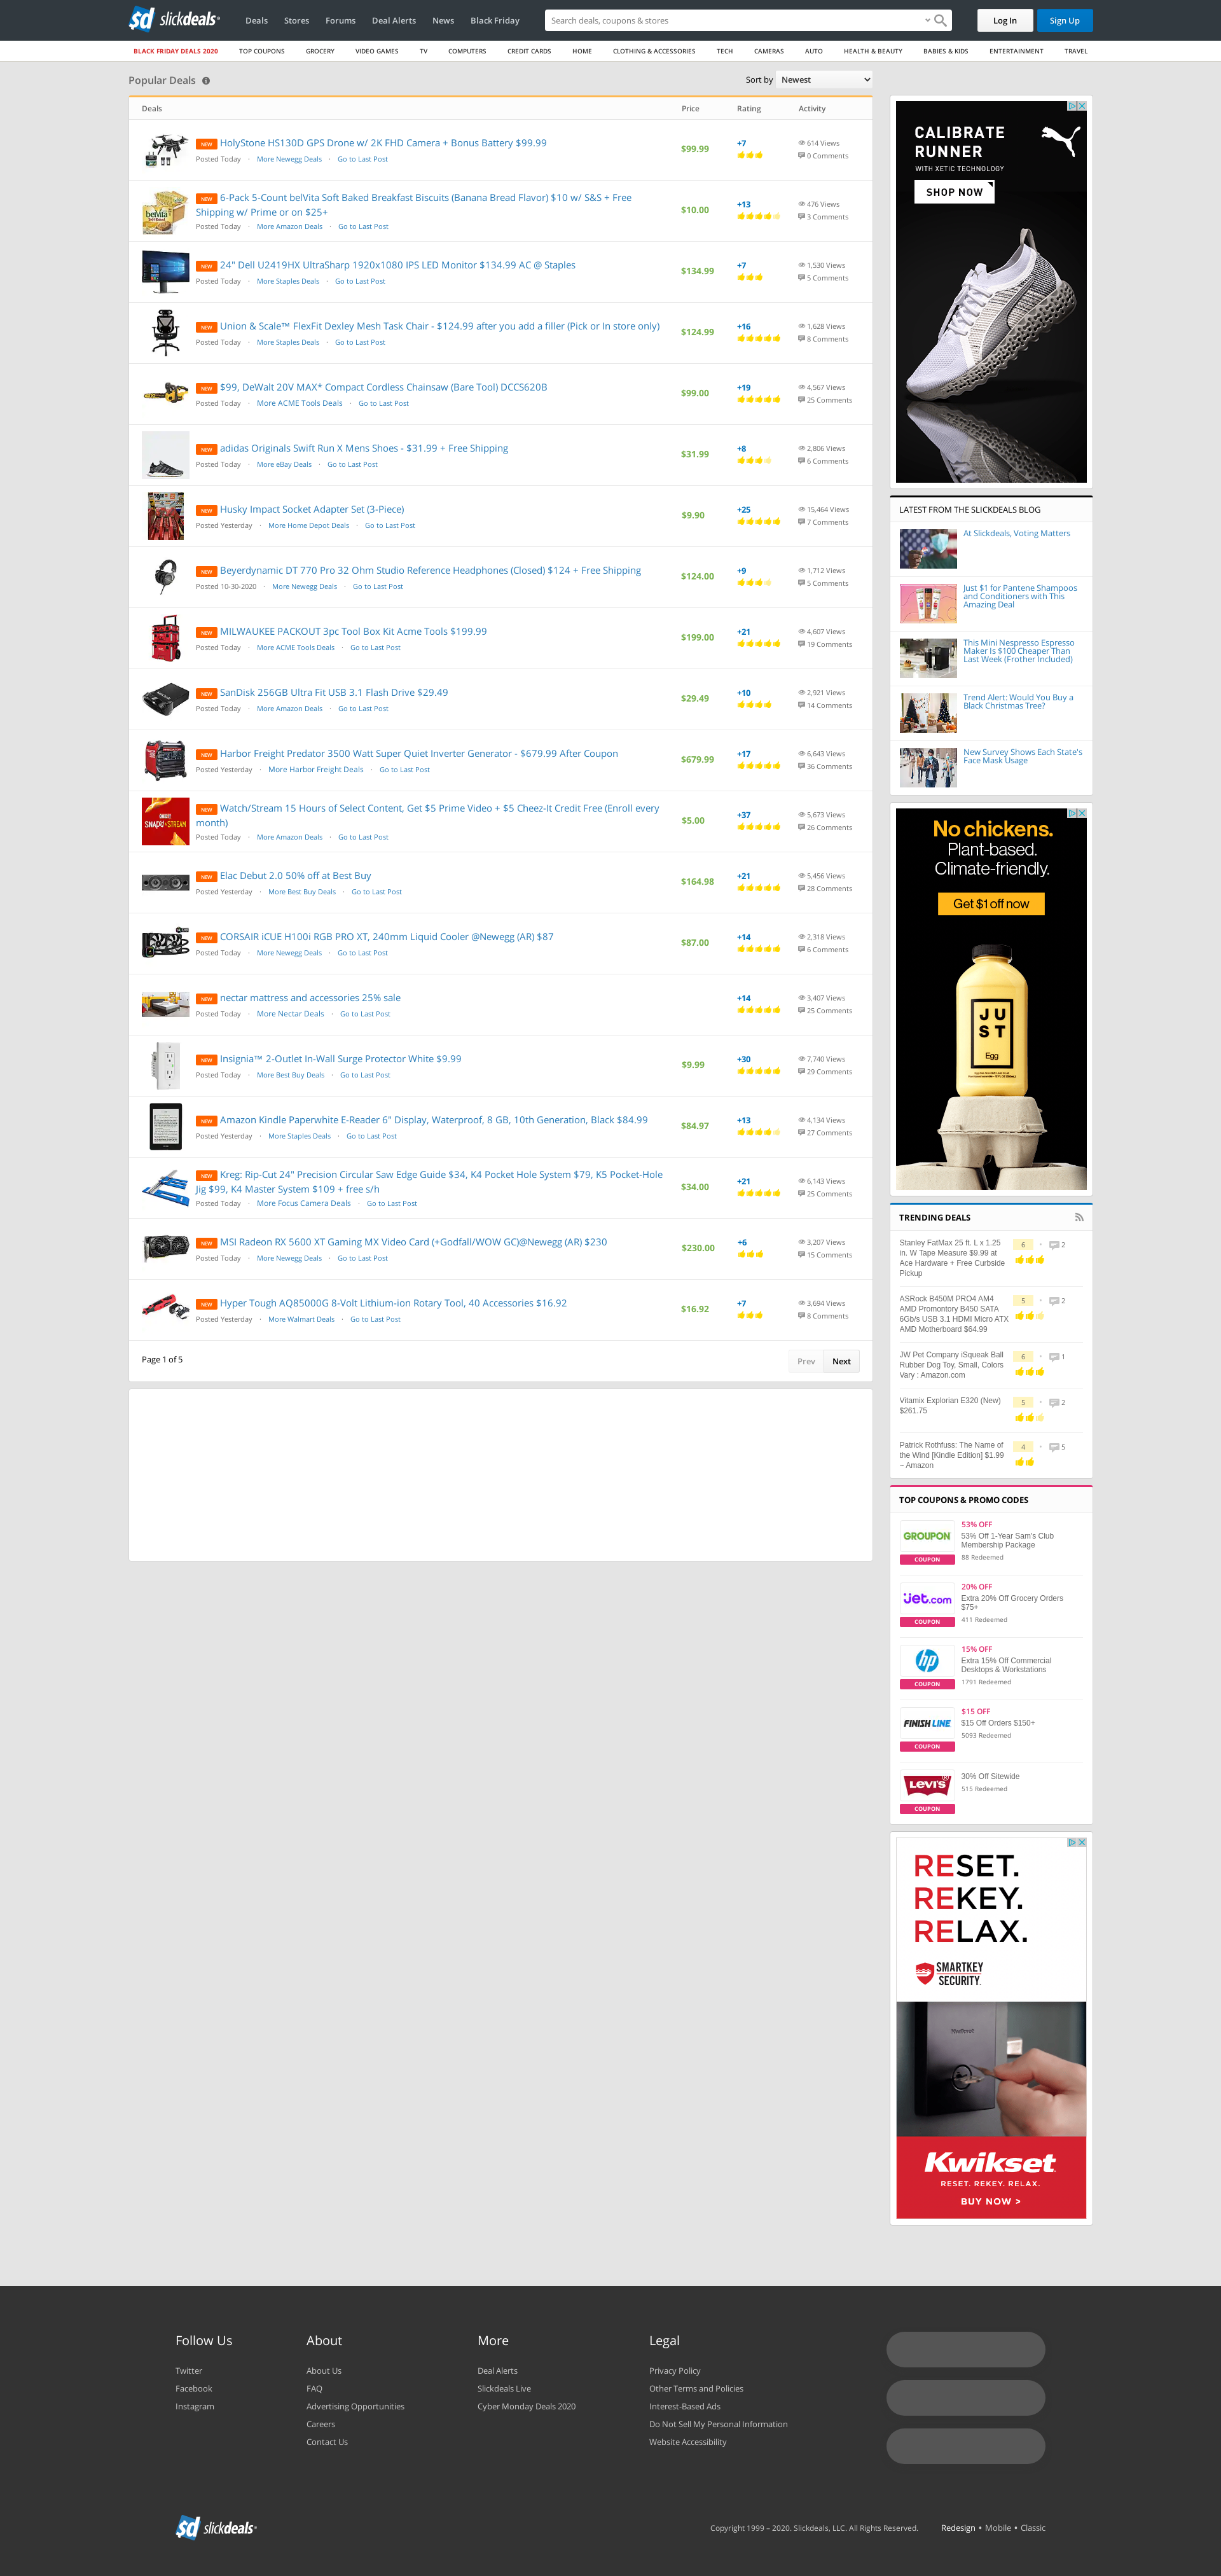 sd slickdeals
Deals Stores Forums Deal Alerts News Black Friday
Search deals, coupons & stores
Log In Sign Up
BLACK FRIDAY DEALS 2020 TOP COUPONS GROCERY VIDEO GAMES TV COMPUTERS CREDIT CARDS HOME CLOTHING & ACCESSORIES TECH CAMERAS AUTO HEALTH & BEAUTY BABIES & KIDS ENTERTAINMENT TRAVEL
Popular Deals
Sort by Newest
Deals Price Rating Activity
NEW HolyStone HS130D GPS Drone w/ 2K FHD Camera + Bonus Battery $99.99
Posted Today · More Newegg Deals · Go to Last Post
$99.99
+7
614 Views
0 Comments
NEW 6-Pack 5-Count belVita Soft Baked Breakfast Biscuits (Banana Bread Flavor) $10 w/ S&S + Free
Shipping w/ Prime or on $25+
Posted Today · More Amazon Deals · Go to Last Post
$10.00
+13
476 Views
3 Comments
NEW 24" Dell U2419HX UltraSharp 1920x1080 IPS LED Monitor $134.99 AC @ Staples
Posted Today · More Staples Deals · Go to Last Post
$134.99
+7
1,530 Views
5 Comments
NEW Union & Scale™ FlexFit Dexley Mesh Task Chair - $124.99 after you add a filler (Pick or In store only)
Posted Today · More Staples Deals · Go to Last Post
$124.99
+16
1,628 Views
8 Comments
NEW $99, DeWalt 20V MAX* Compact Cordless Chainsaw (Bare Tool) DCCS620B
Posted Today · More ACME Tools Deals · Go to Last Post
$99.00
+19
4,567 Views
25 Comments
NEW adidas Originals Swift Run X Mens Shoes - $31.99 + Free Shipping
Posted Today · More eBay Deals · Go to Last Post
$31.99
+8
2,806 Views
6 Comments
NEW Husky Impact Socket Adapter Set (3-Piece)
Posted Yesterday · More Home Depot Deals · Go to Last Post
$9.90
+25
15,464 Views
7 Comments
NEW Beyerdynamic DT 770 Pro 32 Ohm Studio Reference Headphones (Closed) $124 + Free Shipping
Posted 10-30-2020 · More Newegg Deals · Go to Last Post
$124.00
+9
1,712 Views
5 Comments
NEW MILWAUKEE PACKOUT 3pc Tool Box Kit Acme Tools $199.99
Posted Today · More ACME Tools Deals · Go to Last Post
$199.00
+21
4,607 Views
19 Comments
NEW SanDisk 256GB Ultra Fit USB 3.1 Flash Drive $29.49
Posted Today · More Amazon Deals · Go to Last Post
$29.49
+10
2,921 Views
14 Comments
NEW Harbor Freight Predator 3500 Watt Super Quiet Inverter Generator - $679.99 After Coupon
Posted Yesterday · More Harbor Freight Deals · Go to Last Post
$679.99
+17
6,643 Views
36 Comments
NEW Watch/Stream 15 Hours of Select Content, Get $5 Prime Video + $5 Cheez-It Credit Free (Enroll every
month)
Posted Today · More Amazon Deals · Go to Last Post
$5.00
+37
5,673 Views
26 Comments
NEW Elac Debut 2.0 50% off at Best Buy
Posted Yesterday · More Best Buy Deals · Go to Last Post
$164.98
+21
5,456 Views
28 Comments
NEW CORSAIR iCUE H100i RGB PRO XT, 240mm Liquid Cooler @Newegg (AR) $87
Posted Today · More Newegg Deals · Go to Last Post
$87.00
+14
2,318 Views
6 Comments
NEW nectar mattress and accessories 25% sale
Posted Today · More Nectar Deals · Go to Last Post
+14
3,407 Views
25 Comments
NEW Insignia™ 2-Outlet In-Wall Surge Protector White $9.99
Posted Today · More Best Buy Deals · Go to Last Post
$9.99
+30
7,740 Views
29 Comments
NEW Amazon Kindle Paperwhite E-Reader 6" Display, Waterproof, 8 GB, 10th Generation, Black $84.99
Posted Yesterday · More Staples Deals · Go to Last Post
$84.97
+13
4,134 Views
27 Comments
NEW Kreg: Rip-Cut 24" Precision Circular Saw Edge Guide $34, K4 Pocket Hole System $79, K5 Pocket-Hole
Jig $99, K4 Master System $109 + free s/h
Posted Today · More Focus Camera Deals · Go to Last Post
$34.00
+21
6,143 Views
25 Comments
NEW MSI Radeon RX 5600 XT Gaming MX Video Card (+Godfall/WOW GC)@Newegg (AR) $230
Posted Today · More Newegg Deals · Go to Last Post
$230.00
+6
3,207 Views
15 Comments
NEW Hyper Tough AQ85000G 8-Volt Lithium-ion Rotary Tool, 40 Accessories $16.92
Posted Yesterday · More Walmart Deals · Go to Last Post
$16.92
+7
3,694 Views
8 Comments
Page 1 of 5
Prev Next
CALIBRATE
RUNNER
WITH XETIC TECHNOLOGY
SHOP NOW
LATEST FROM THE SLICKDEALS BLOG
At Slickdeals, Voting Matters
Just $1 for Pantene Shampoos
and Conditioners with This
Amazing Deal
This Mini Nespresso Espresso
Maker Is $100 Cheaper Than
Last Week (Frother Included)
Trend Alert: Would You Buy a
Black Christmas Tree?
New Survey Shows Each State's
Face Mask Usage
No chickens.
Plant-based.
Climate-friendly.
Get $1 off now
JU
ST
Egg
TRENDING DEALS
Stanley FatMax 25 ft. L x 1.25
in. W Tape Measure $9.99 at
Ace Hardware + Free Curbside
Pickup
6 · 2
ASRock B450M PRO4 AM4
AMD Promontory B450 SATA
6Gb/s USB 3.1 HDMI Micro ATX
AMD Motherboard $64.99
5 · 2
JW Pet Company iSqueak Ball
Rubber Dog Toy, Small, Colors
Vary : Amazon.com
6 · 1
Vitamix Explorian E320 (New)
$261.75
5 · 2
Patrick Rothfuss: The Name of
the Wind [Kindle Edition] $1.99
~ Amazon
4 · 5
TOP COUPONS & PROMO CODES
GROUPON
COUPON
53% OFF
53% Off 1-Year Sam's Club
Membership Package
88 Redeemed
jet.com
COUPON
20% OFF
Extra 20% Off Grocery Orders
$75+
411 Redeemed
hp
COUPON
15% OFF
Extra 15% Off Commercial
Desktops & Workstations
1791 Redeemed
FINISH LINE
COUPON
$15 OFF
$15 Off Orders $150+
5093 Redeemed
LEVI'S
COUPON
30% Off Sitewide
515 Redeemed
RESET.
REKEY.
RELAX.
SMARTKEY
SECURITY.
Kwikset
RESET. REKEY. RELAX.
BUY NOW >
Follow Us
Twitter
Facebook
Instagram
About
About Us
FAQ
Advertising Opportunities
Careers
Contact Us
More
Deal Alerts
Slickdeals Live
Cyber Monday Deals 2020
Legal
Privacy Policy
Other Terms and Policies
Interest-Based Ads
Do Not Sell My Personal Information
Website Accessibility
sd slickdeals
Copyright 1999 – 2020. Slickdeals, LLC. All Rights Reserved.
Redesign • Mobile • Classic